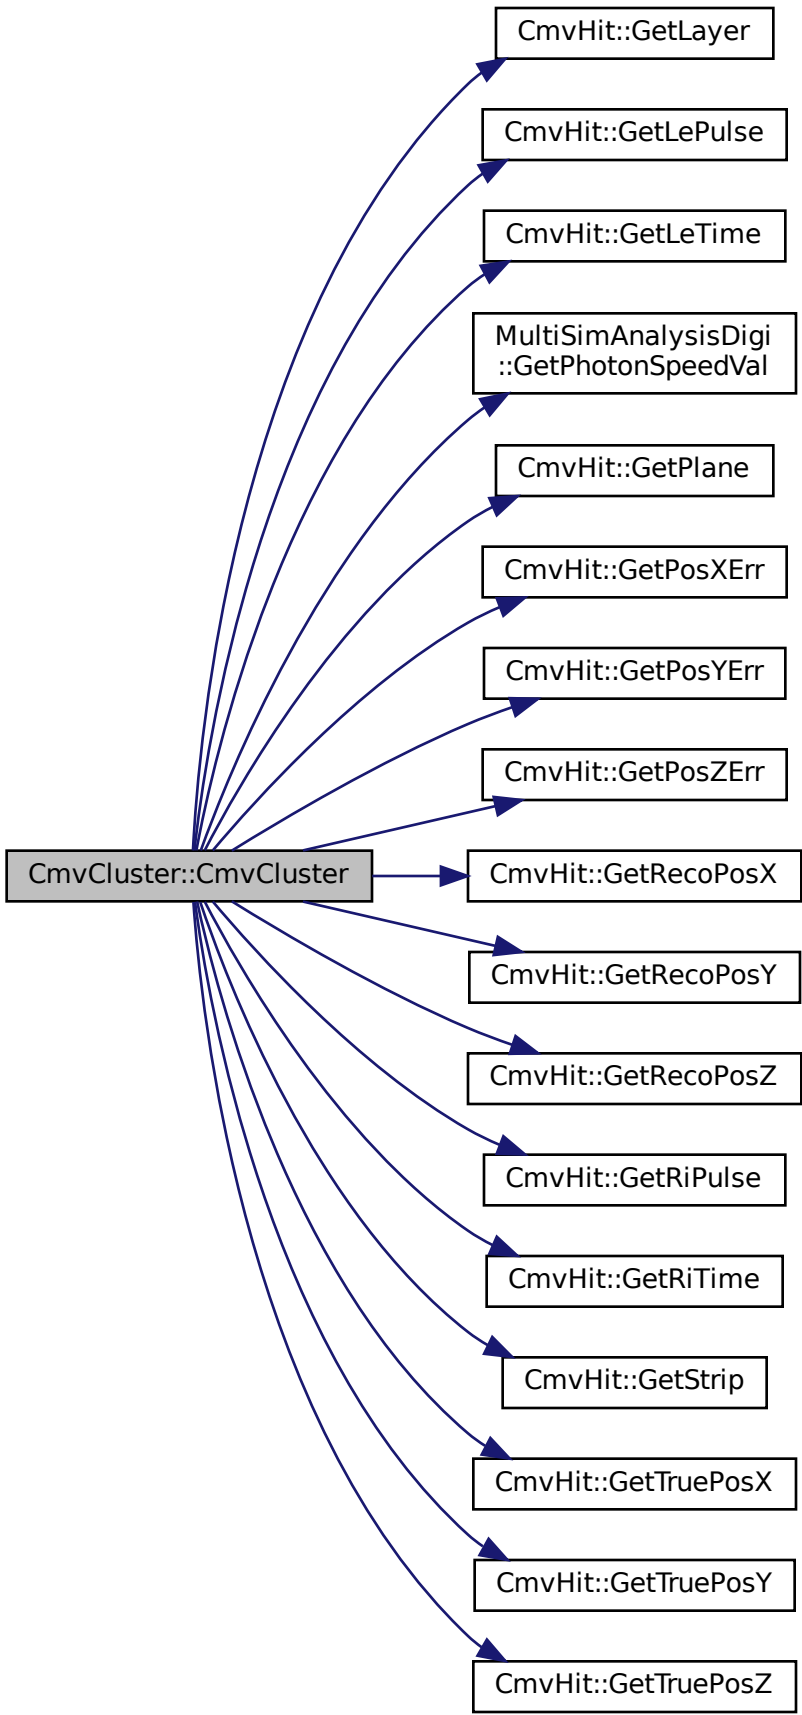 CmvHit::GetLayer
CmvHit::GetLePulse
CmvHit::GetLeTime
MultiSimAnalysisDigi
::GetPhotonSpeedVal
CmvHit::GetPlane
CmvHit::GetPosXErr
CmvHit::GetPosYErr
CmvHit::GetPosZErr
CmvCluster::CmvCluster
CmvHit::GetRecoPosX
CmvHit::GetRecoPosY
CmvHit::GetRecoPosZ
CmvHit::GetRiPulse
CmvHit::GetRiTime
CmvHit::GetStrip
CmvHit::GetTruePosX
CmvHit::GetTruePosY
CmvHit::GetTruePosZ